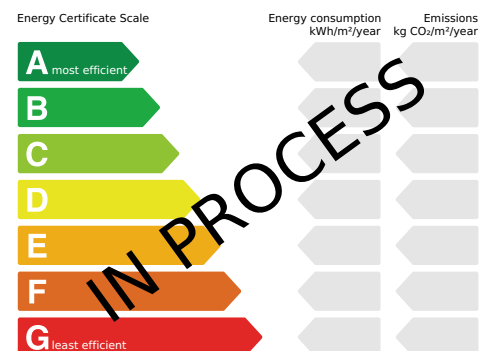 Energy Certificate Scale
Energy consumption
kWh/m²/year
Emissions
kg CO₂/m²/year
A most efficient
B
C
D
E
F
G least efficient
IN PROCESS